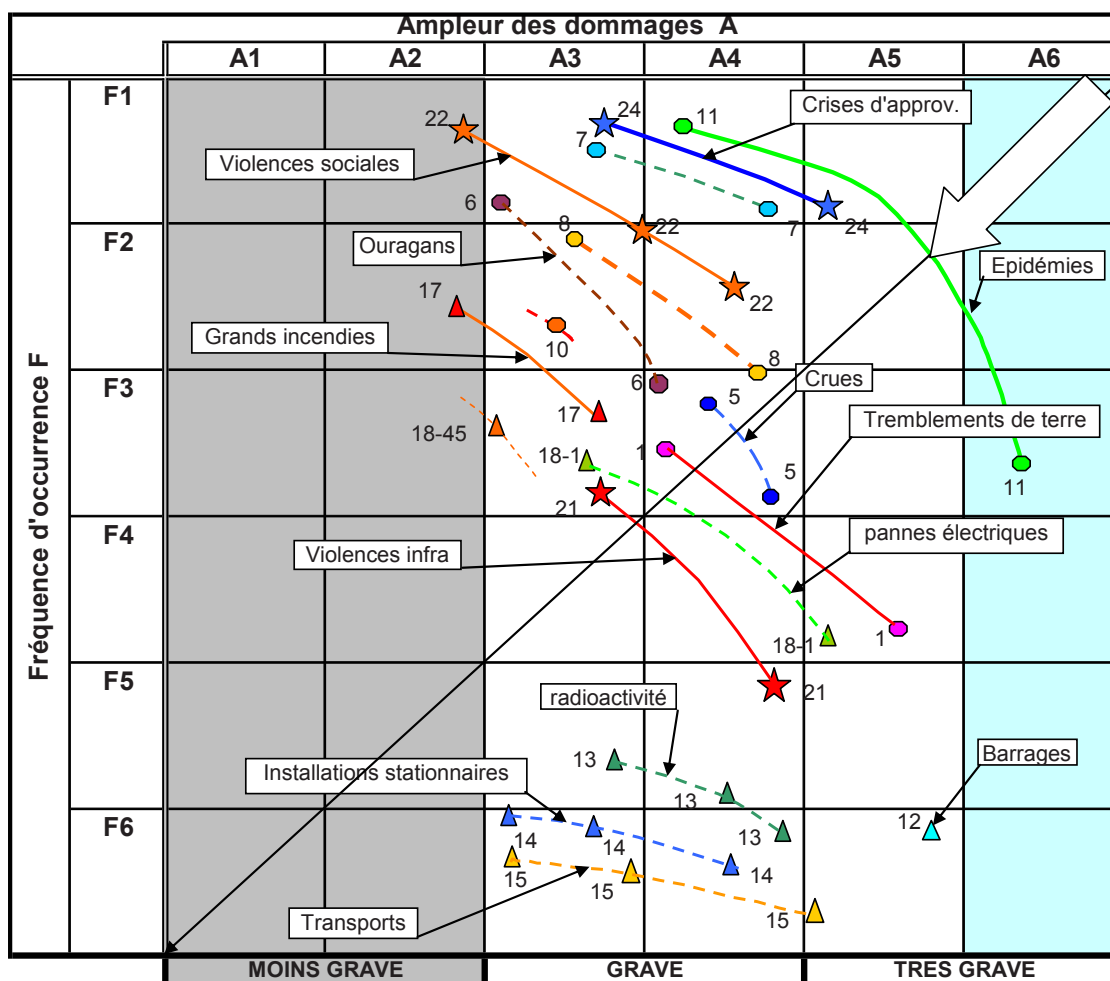 Ampleur des dommages A
A1 A2 A3 A4 A5 A6
Fréquence d'occurrence F
F1
22
24
11
Crises d'approv.
7
Violences sociales
6
7
24
F2
8
22
Ouragans
Epidémies
17
22
Grands incendies
10
8
F3
6
Crues
5
17
Tremblements de terre
18-45
18-1
1
5
11
21
F4
pannes électriques
Violences infra
18-1
1
F5
21
radioactivité
Barrages
13
Installations stationnaires
13
F6
13
12
14
14
14
15
15
15
Transports
MOINS GRAVE GRAVE TRES GRAVE